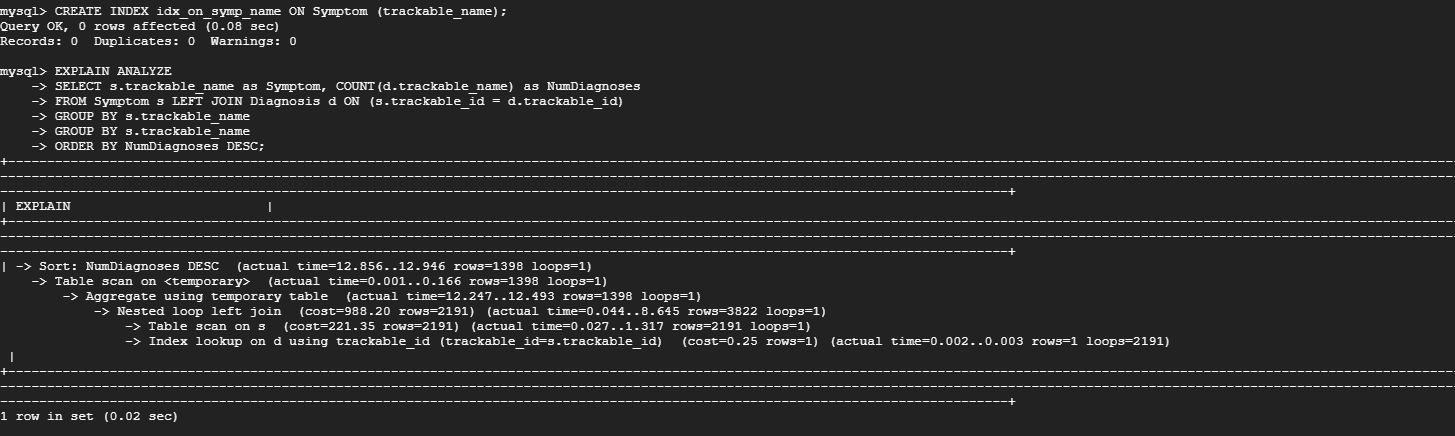 mysql> CREATE INDEX idx_on_symp_name ON Symptom (trackable_name);
Query OK, 0 rows affected (0.08 sec)
Records: 0  Duplicates: 0  Warnings: 0
mysql> EXPLAIN ANALYZE
    -> SELECT s.trackable_name as Symptom, COUNT(d.trackable_name) as NumDiagnoses
    -> FROM Symptom s LEFT JOIN Diagnosis d ON (s.trackable_id = d.trackable_id)
    -> GROUP BY s.trackable_name
    -> GROUP BY s.trackable_name
    -> ORDER BY NumDiagnoses DESC;
| EXPLAIN                         |
| -> Sort: NumDiagnoses DESC  (actual time=12.856..12.946 rows=1398 loops=1)
    -> Table scan on <temporary>  (actual time=0.001..0.166 rows=1398 loops=1)
        -> Aggregate using temporary table  (actual time=12.247..12.493 rows=1398 loops=1)
            -> Nested loop left join  (cost=988.20 rows=2191) (actual time=0.044..8.645 rows=3822 loops=1)
                -> Table scan on s  (cost=221.35 rows=2191) (actual time=0.027..1.317 rows=2191 loops=1)
                -> Index lookup on d using trackable_id (trackable_id=s.trackable_id)  (cost=0.25 rows=1) (actual time=0.002..0.003 rows=1 loops=2191)
 |
1 row in set (0.02 sec)